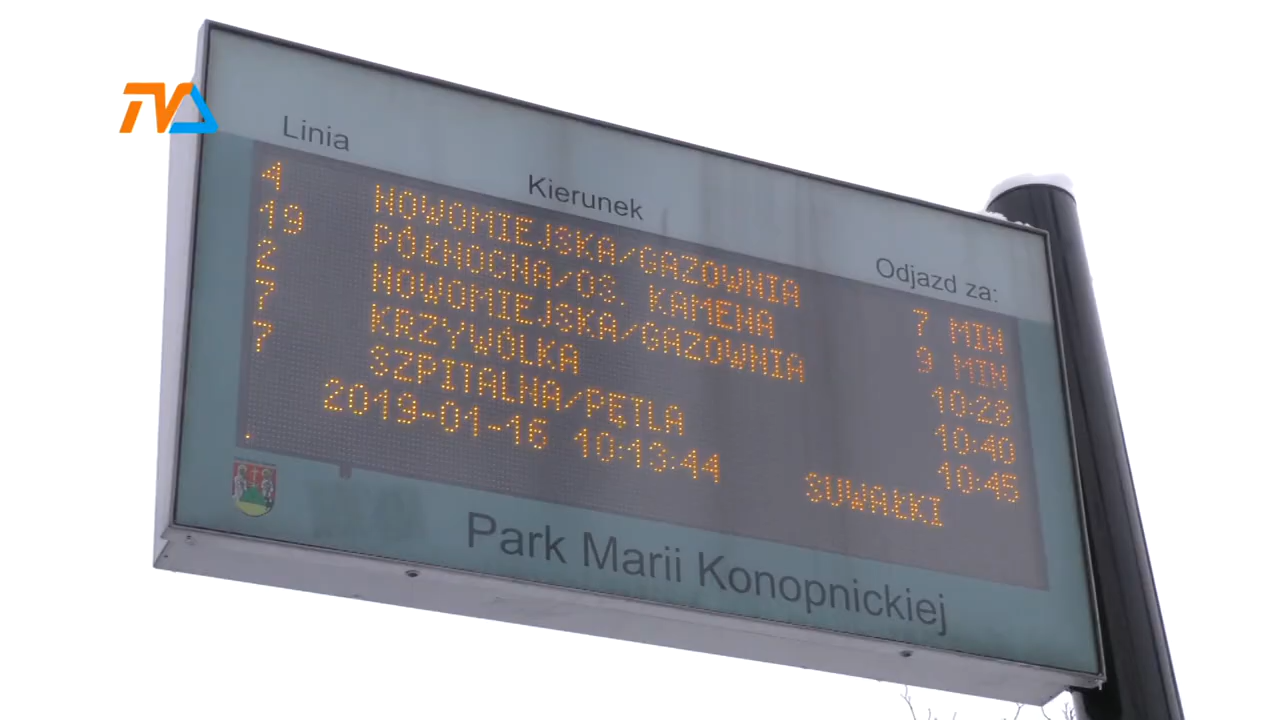 TVA
Linia Kierunek Odjazd za:
4 NOWOMIEJSKA/GAZOWNIA 7 MIN
19 PÓŁNOCNA/OS. KAMENA 9 MIN
2 NOWOMIEJSKA/GAZOWNIA 10:28
7 KRZYWÓLKA 10:40
7 SZPITALNA/PĘTLA 10:45
2019-01-16 10:13:44 SUWAŁKI
Park Marii Konopnickiej